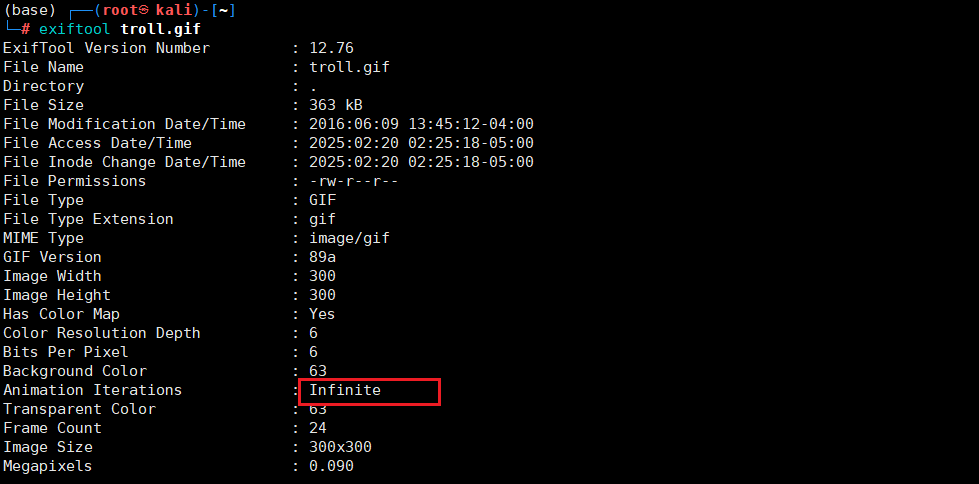 (base) ┌──(root㉿kali)-[~]
└─# exiftool troll.gif
ExifTool Version Number         : 12.76
File Name                       : troll.gif
Directory                       : .
File Size                       : 363 kB
File Modification Date/Time     : 2016:06:09 13:45:12-04:00
File Access Date/Time           : 2025:02:20 02:25:18-05:00
File Inode Change Date/Time     : 2025:02:20 02:25:18-05:00
File Permissions                : -rw-r--r--
File Type                       : GIF
File Type Extension             : gif
MIME Type                       : image/gif
GIF Version                     : 89a
Image Width                     : 300
Image Height                    : 300
Has Color Map                   : Yes
Color Resolution Depth          : 6
Bits Per Pixel                  : 6
Background Color                : 63
Animation Iterations            : Infinite
Transparent Color               : 63
Frame Count                     : 24
Image Size                      : 300x300
Megapixels                      : 0.090